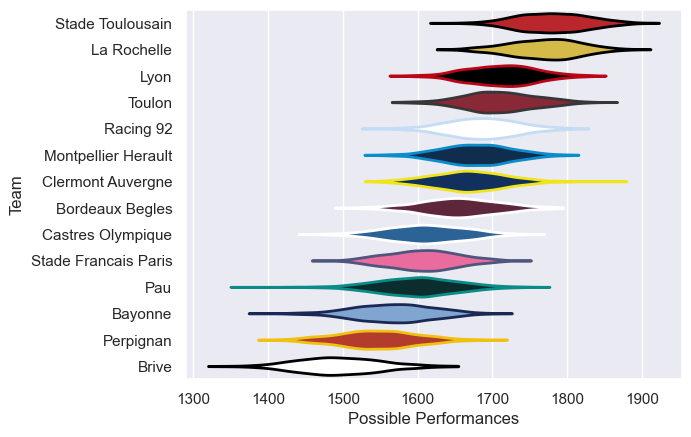 Stade Toulousain
La Rochelle
Lyon
Toulon
Racing 92
Montpellier Herault
Clermont Auvergne
Bordeaux Begles
Castres Olympique
Stade Francais Paris
Pau
Bayonne
Perpignan
Brive
Team
1300 1400 1500 1600 1700 1800 1900
Possible Performances